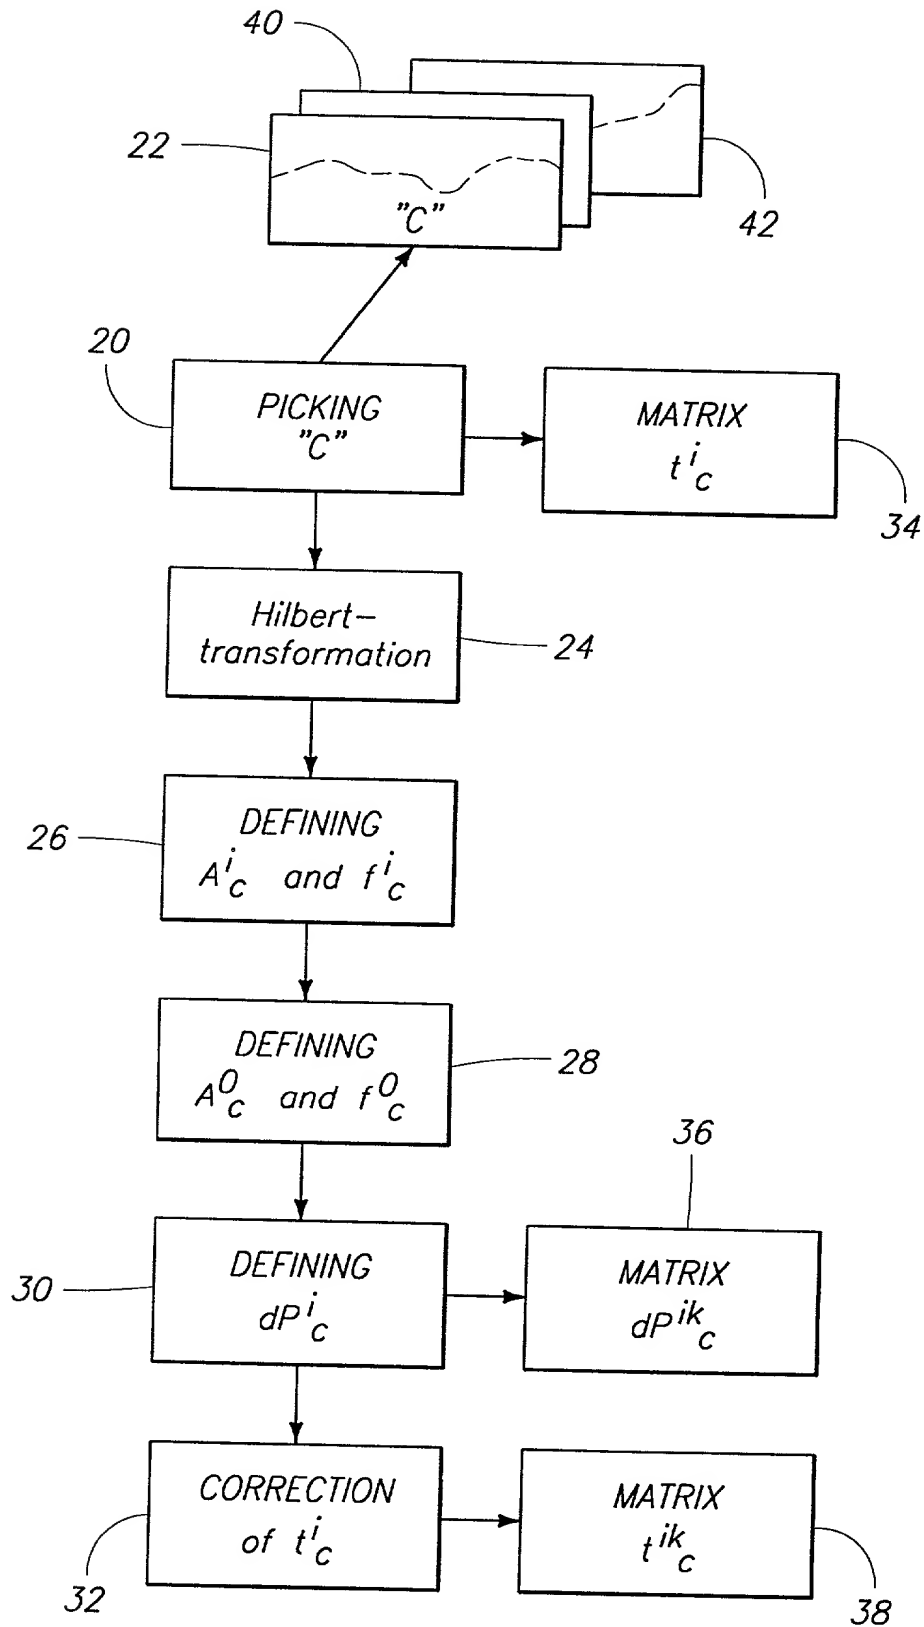 40
22
"C"
42
20
PICKING
"C"
MATRIX
t^i_c
34
Hilbert-
transformation
24
26
DEFINING
A^i_c and f^i_c
DEFINING
A^0_c and f^0_c
28
36
30
DEFINING
dP^i_c
MATRIX
dP^ik_c
CORRECTION
of t^i_c
MATRIX
t^ik_c
32
38